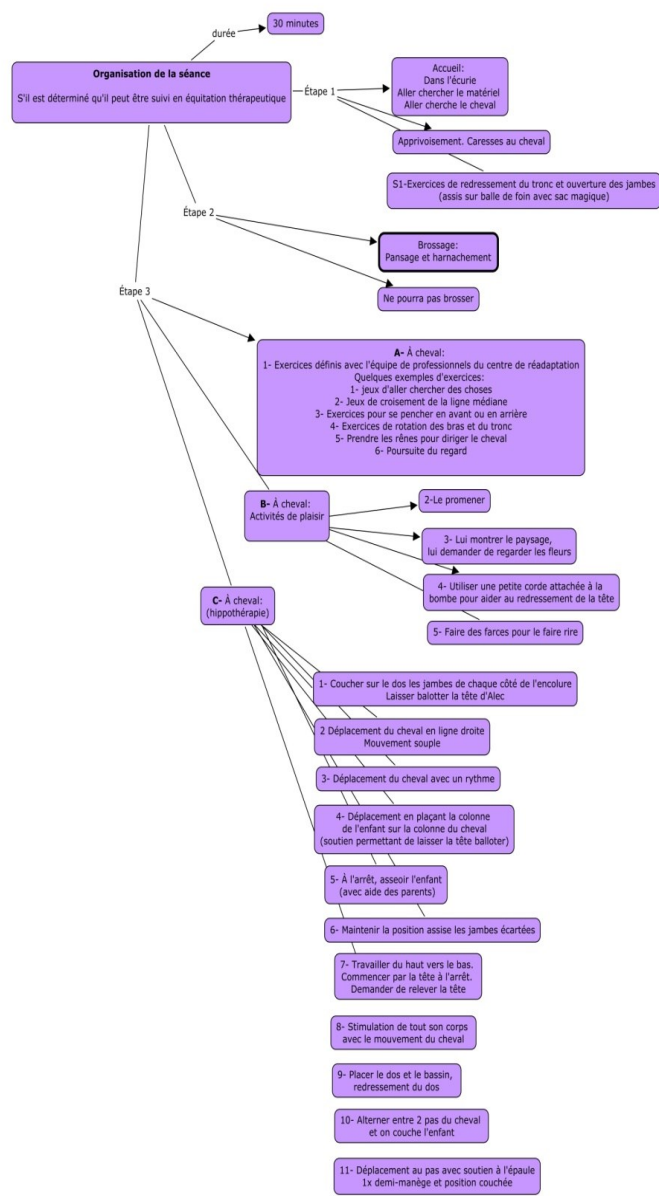 30 minutes
durée
Organisation de la séance
S'il est déterminé qu'il peut être suivi en équitation thérapeutique
Étape 1
Accueil:
Dans l'écurie
Aller chercher le matériel
Aller cherche le cheval
Apprivoisement. Caresses au cheval
S1-Exercices de redressement du tronc et ouverture des jambes
(assis sur balle de foin avec sac magique)
Étape 2
Brossage:
Pansage et harnachement
Ne pourra pas brosser
Étape 3
A- À cheval:
1- Exercices définis avec l'équipe de professionnels du centre de réadaptation
Quelques exemples d'exercices:
1- jeux d'aller chercher des choses
2- Jeux de croisement de la ligne médiane
3- Exercices pour se pencher en avant ou en arrière
4- Exercices de rotation des bras et du tronc
5- Prendre les rênes pour diriger le cheval
6- Poursuite du regard
B- À cheval:
Activités de plaisir
2-Le promener
3- Lui montrer le paysage,
lui demander de regarder les fleurs
4- Utiliser une petite corde attachée à la
bombe pour aider au redressement de la tête
5- Faire des farces pour le faire rire
C- À cheval:
(hippothérapie)
1- Coucher sur le dos les jambes de chaque côté de l'encolure
Laisser balotter la tête d'Alec
2 Déplacement du cheval en ligne droite
Mouvement souple
3- Déplacement du cheval avec un rythme
4- Déplacement en plaçant la colonne
de l'enfant sur la colonne du cheval
(soutien permettant de laisser la tête balloter)
5- À l'arrêt, asseoir l'enfant
(avec aide des parents)
6- Maintenir la position assise les jambes écartées
7- Travailler du haut vers le bas.
Commencer par la tête à l'arrêt.
Demander de relever la tête
8- Stimulation de tout son corps
avec le mouvement du cheval
9- Placer le dos et le bassin,
redressement du dos
10- Alterner entre 2 pas du cheval
et on couche l'enfant
11- Déplacement au pas avec soutien à l'épaule
1x demi-manège et position couchée